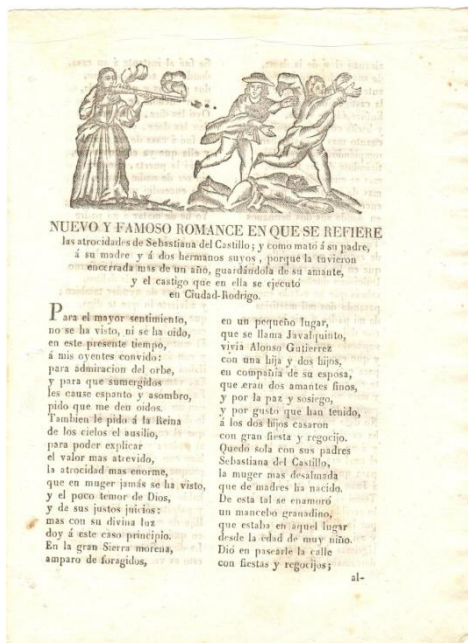 NUEVO Y FAMOSO ROMANCE EN QUE SE REFIERE
las atrocidades de Sebastiana del Castillo; y como mató á su padre,
á su madre y á dos hermanos suyos, porque la tuvieron
encerrada mas de un año, guardándola de su amante,
y el castigo que en ella se ejecutó
en Ciudad-Rodrigo.
Para el mayor sentimiento,
no se ha visto, ni se ha oido,
en este presente tiempo,
á mis oyentes convido:
para admiracion del orbe,
y para que sumergidos
les cause espanto y asombro,
pido que me den oidos.
Tambien le pido á la Reina
de los cielos el ausilio,
para poder explicar
el valor mas atrevido,
la atrocidad mas enorme,
que en muger jamás se ha visto,
y el poco temor de Dios,
y de sus justos juicios:
mas con su divina luz
doy á este caso principio.
En la gran Sierra morena,
amparo de foragidos,
en un pequeño lugar,
que se llama Javalquinto,
vivia Alonso Gutierrez
con una hija y dos hijos,
en compañia de su esposa,
que eran dos amantes finos,
y por la paz y sosiego,
y por gusto que han tenido,
á los dos hijos casaron
con gran fiesta y regocijo.
Quedó sola con sus padres
Sebastiana del Castillo,
la muger mas desalmada
que de madres ha nacido.
De esta tal se enamoró
un mancebo granadino,
que estaba en aquel lugar
desde la edad de muy niño.
Dió en pasearle la calle
con fiestas y regocijos;
al-